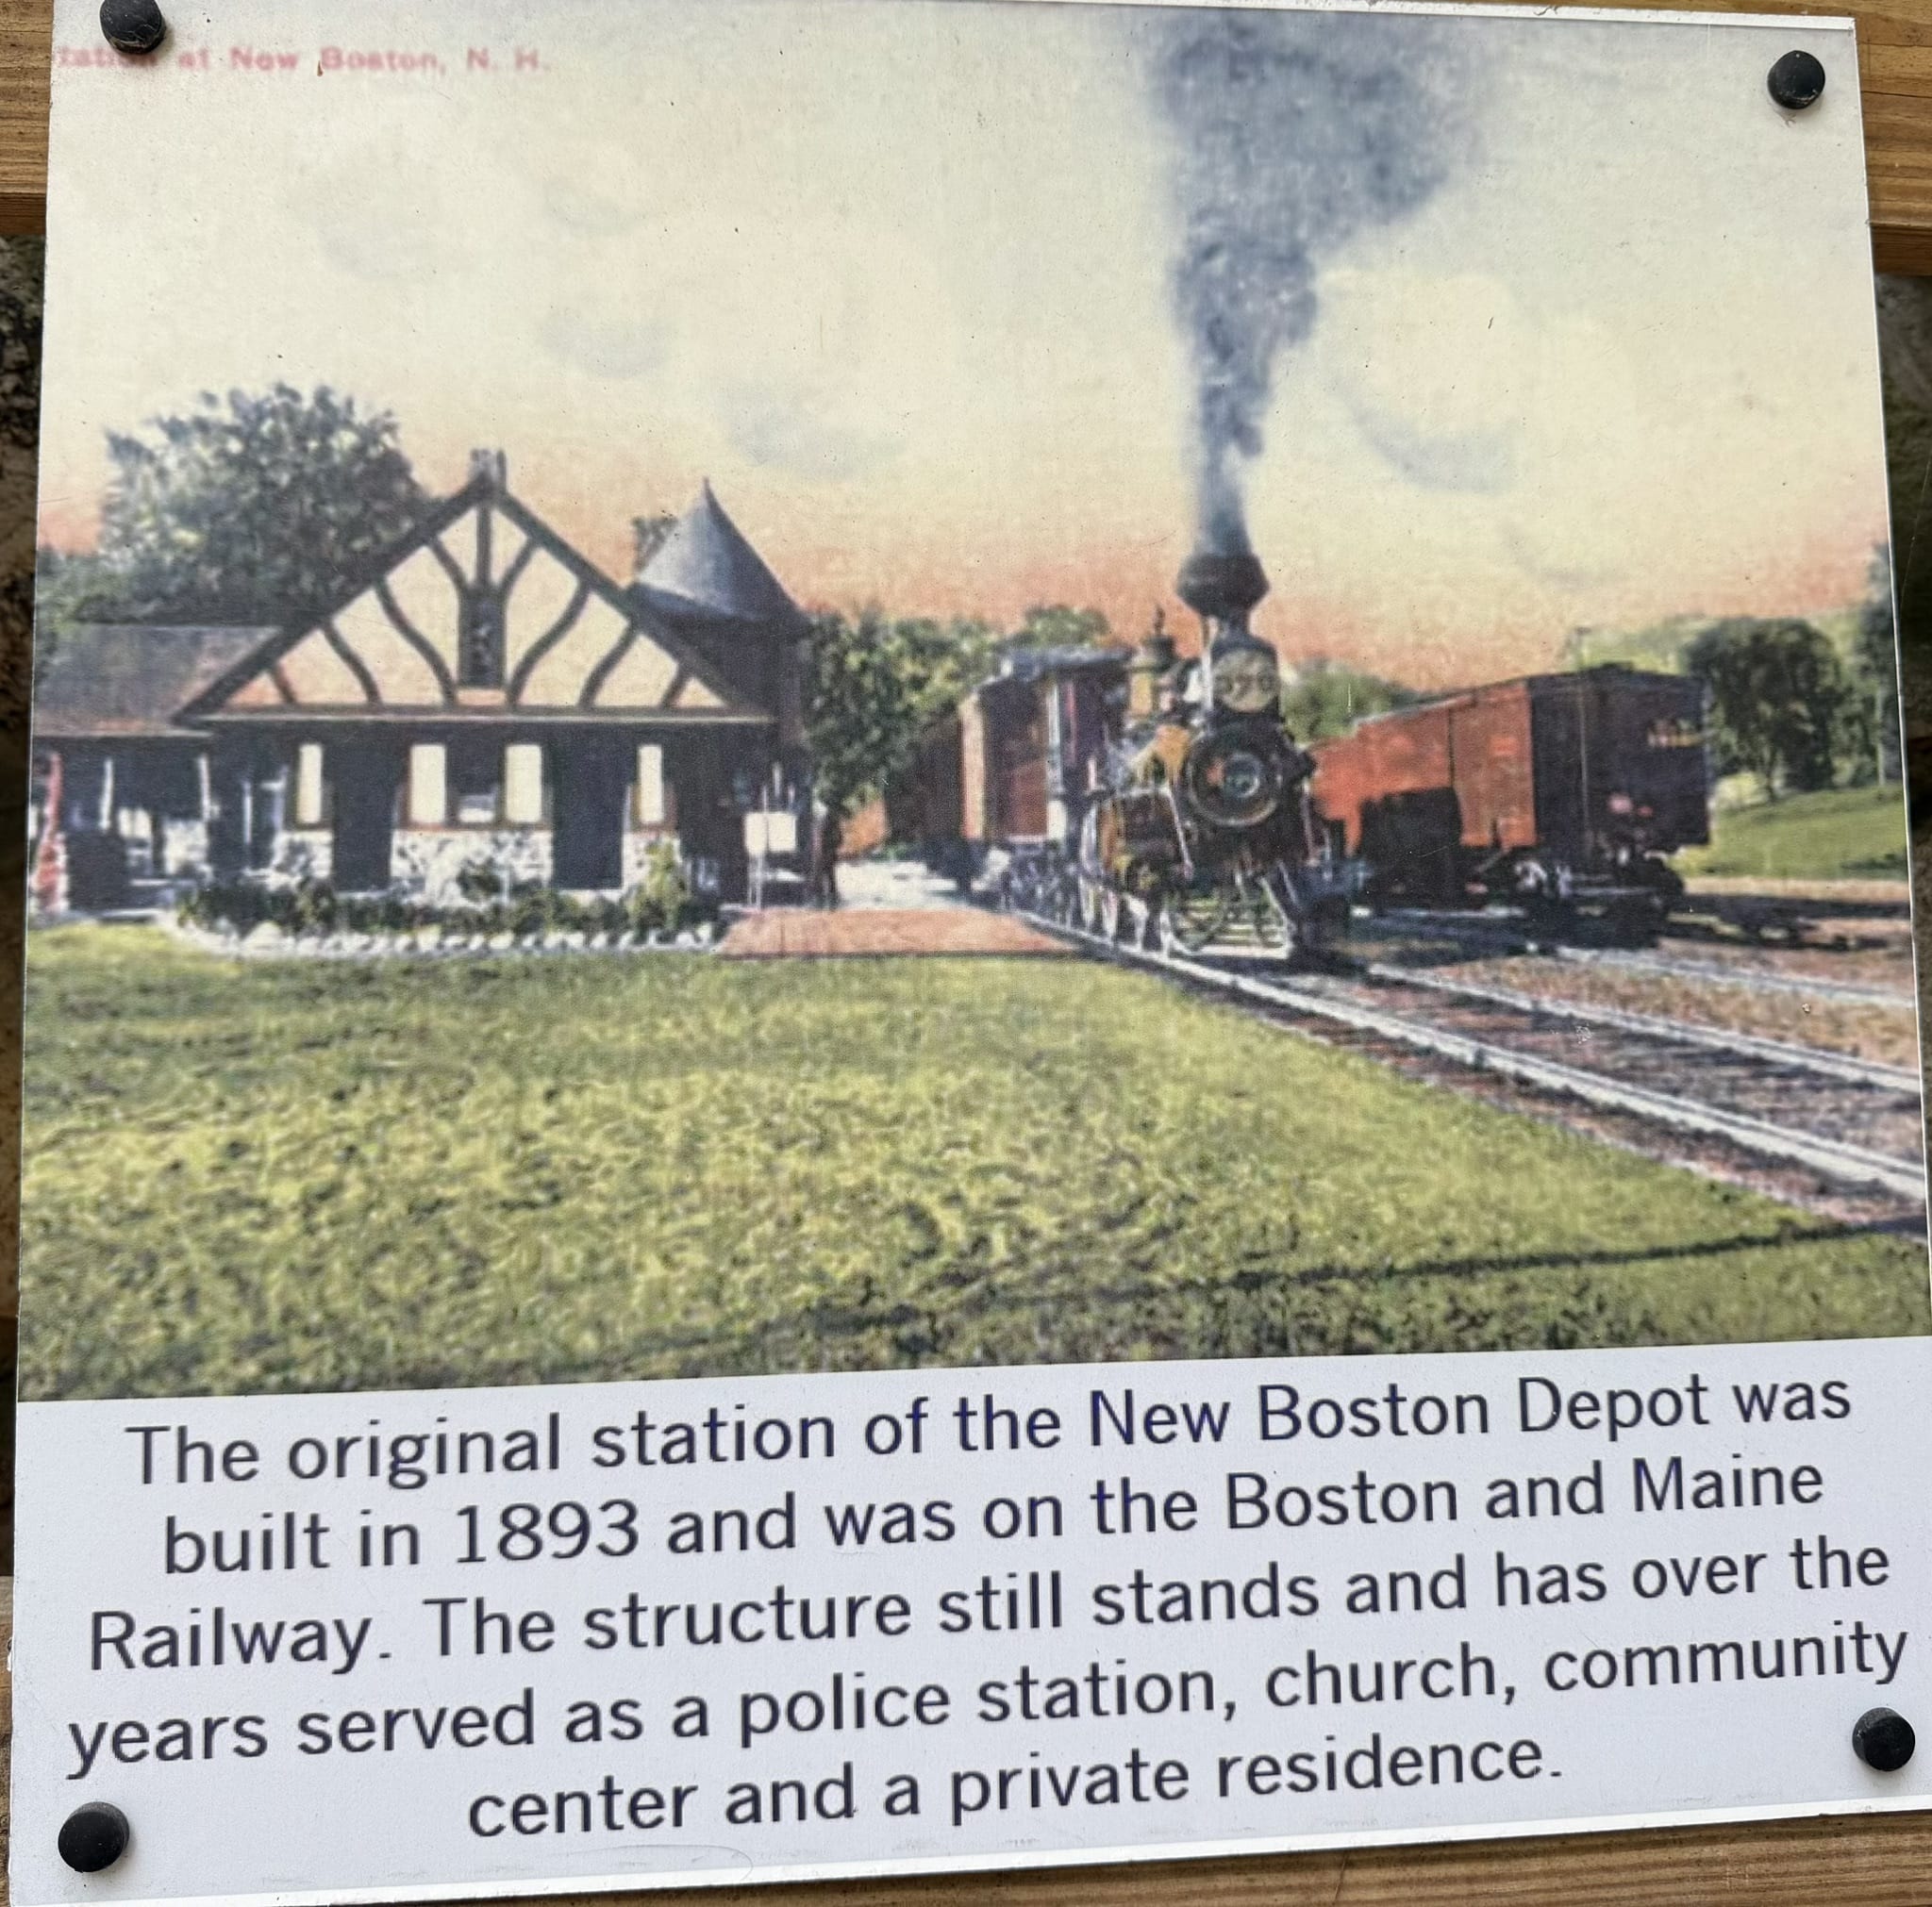 at New Boston, N. H.
The original station of the New Boston Depot was
built in 1893 and was on the Boston and Maine
Railway. The structure still stands and has over the
years served as a police station, church, community
center and a private residence.